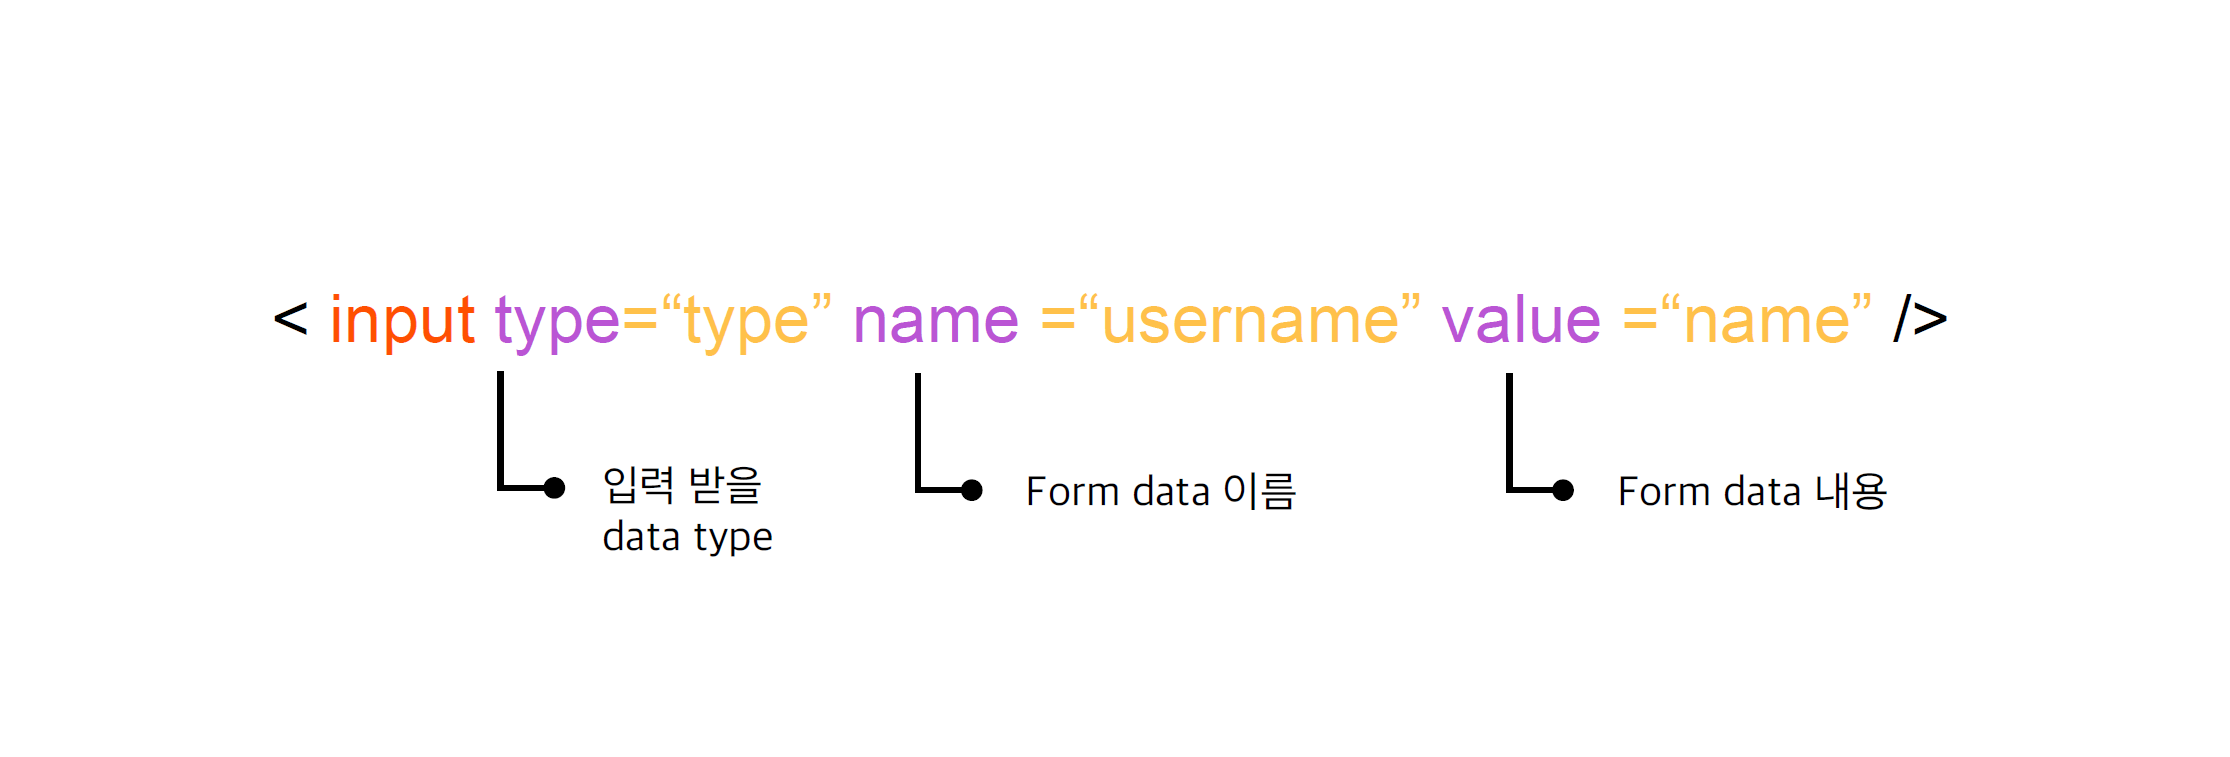 < input type=“type” name =“username” value =“name” />
입력 받을
data type
Form data 이름
Form data 내용